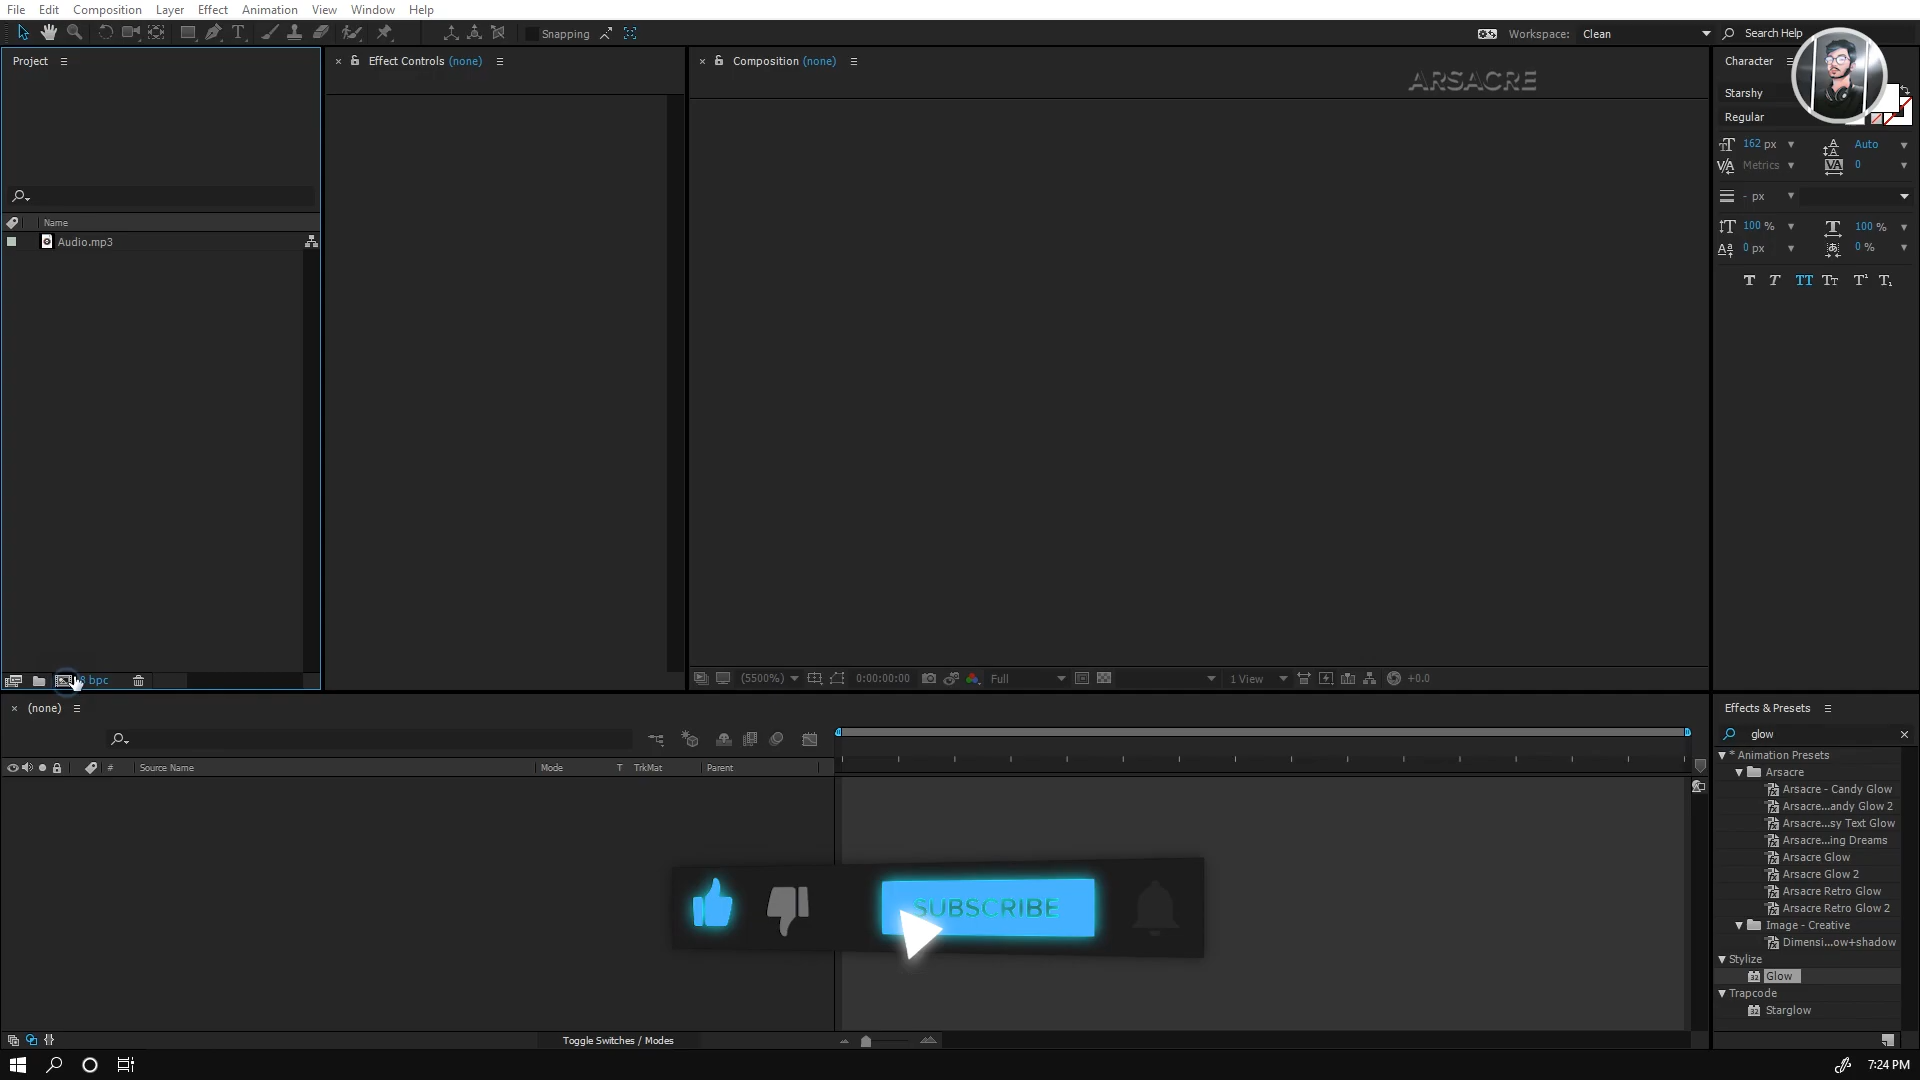 File Edit Composition Layer Effect Animation View Window Help
Snapping Workspace: Clean Search Help
Project Effect Controls (none) Composition (none) Character
ARSACRE
Starshy
Regular
162 px Auto
Metrics 0
- px
100 % 100 %
0 px 0 %
TT Tt T¹ T₁
Name
Audio.mp3
8 bpc (5500%) 0:00:00:00 Full 1 View +0.0
(none)
# Source Name Mode T TrkMat Parent
SUBSCRIBE
Toggle Switches / Modes
Effects & Presets
glow
* Animation Presets
Arsacre
Arsacre - Candy Glow
Arsacre...andy Glow 2
Arsacre...sy Text Glow
Arsacre...ing Dreams
Arsacre Glow
Arsacre Glow 2
Arsacre Retro Glow
Arsacre Retro Glow 2
Image - Creative
Dimensi...ow+shadow
Stylize
Glow
Trapcode
Starglow
7:24 PM